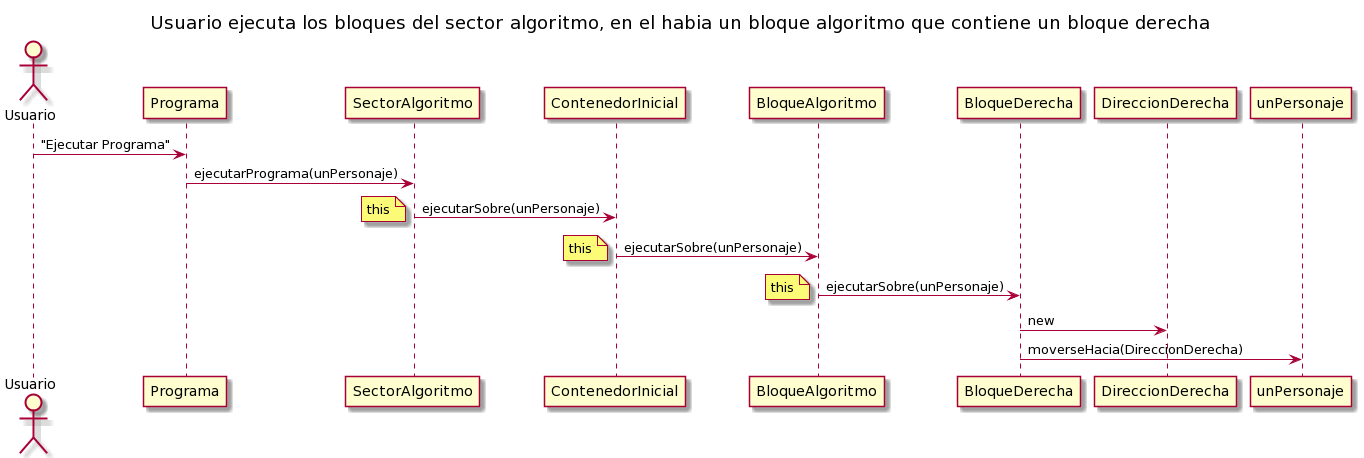 Usuario ejecuta los bloques del sector algoritmo, en el habia un bloque algoritmo que contiene un bloque derecha
Usuario
Programa
SectorAlgoritmo
ContenedorInicial
BloqueAlgoritmo
BloqueDerecha
DireccionDerecha
unPersonaje
"Ejecutar Programa"
ejecutarPrograma(unPersonaje)
this
ejecutarSobre(unPersonaje)
this
ejecutarSobre(unPersonaje)
this
ejecutarSobre(unPersonaje)
new
moverseHacia(DireccionDerecha)
Usuario
Programa
SectorAlgoritmo
ContenedorInicial
BloqueAlgoritmo
BloqueDerecha
DireccionDerecha
unPersonaje